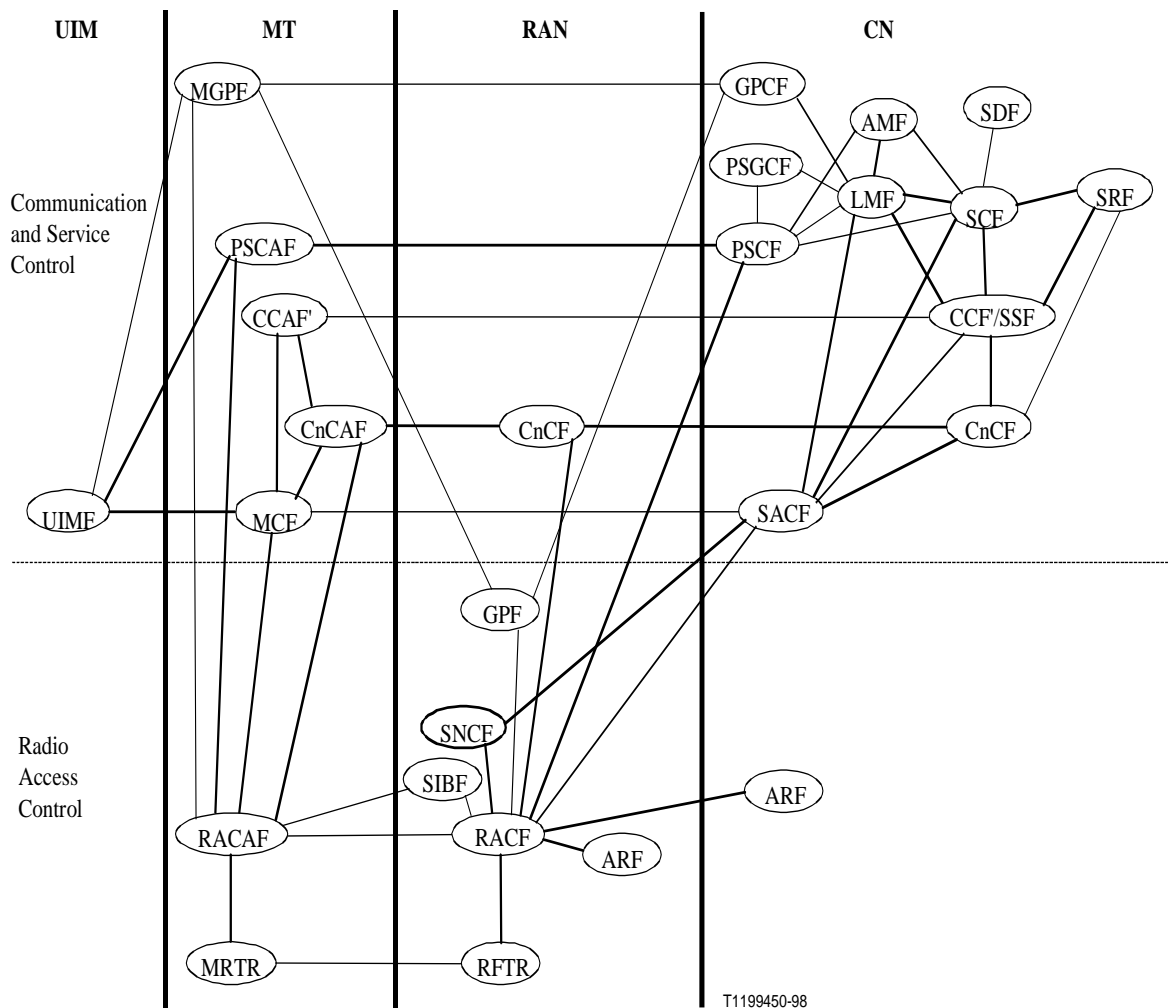 UIM MT RAN CN
MGPF
GPCF
AMF
SDF
PSGCF
LMF
SCF
SRF
Communication
and Service
Control
PSCAF
PSCF
CCAF'
CCF'/SSF
CnCAF
CnCF
CnCF
UIMF
MCF
SACF
GPF
SNCF
Radio
Access
Control
SIBF
ARF
RACAF
RACF
ARF
MRTR
RFTR
T1199450-98